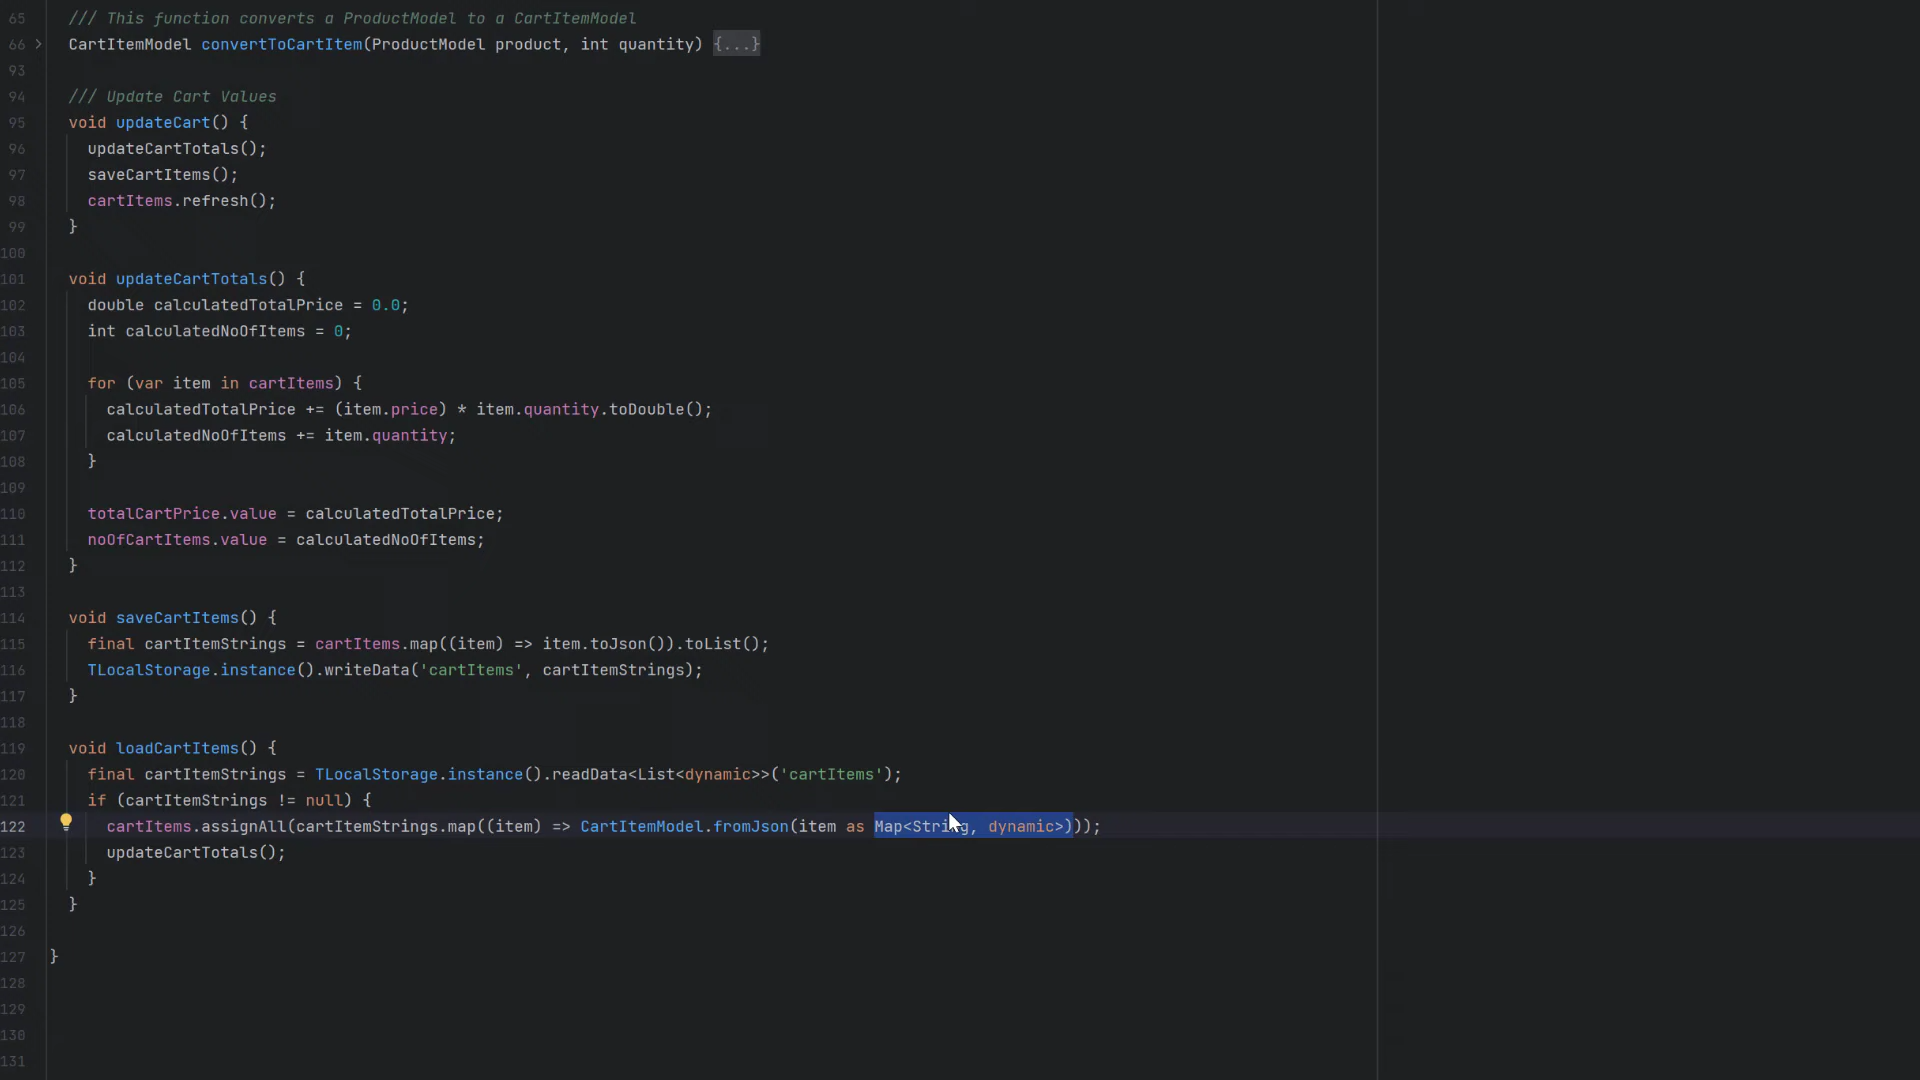 65 /// This function converts a ProductModel to a CartItemModel
66 CartItemModel convertToCartItem(ProductModel product, int quantity) {...}
93
94 /// Update Cart Values
95 void updateCart() {
96 updateCartTotals();
97 saveCartItems();
98 cartItems.refresh();
99 }
100
101 void updateCartTotals() {
102 double calculatedTotalPrice = 0.0;
103 int calculatedNoOfItems = 0;
104
105 for (var item in cartItems) {
106 calculatedTotalPrice += (item.price) * item.quantity.toDouble();
107 calculatedNoOfItems += item.quantity;
108 }
109
110 totalCartPrice.value = calculatedTotalPrice;
111 noOfCartItems.value = calculatedNoOfItems;
112 }
113
114 void saveCartItems() {
115 final cartItemStrings = cartItems.map((item) => item.toJson()).toList();
116 TLocalStorage.instance().writeData('cartItems', cartItemStrings);
117 }
118
119 void loadCartItems() {
120 final cartItemStrings = TLocalStorage.instance().readData<List<dynamic>>('cartItems');
121 if (cartItemStrings != null) {
122 cartItems.assignAll(cartItemStrings.map((item) => CartItemModel.fromJson(item as Map<String, dynamic>)));
123 updateCartTotals();
124 }
125 }
126
127 }
128
129
130
131